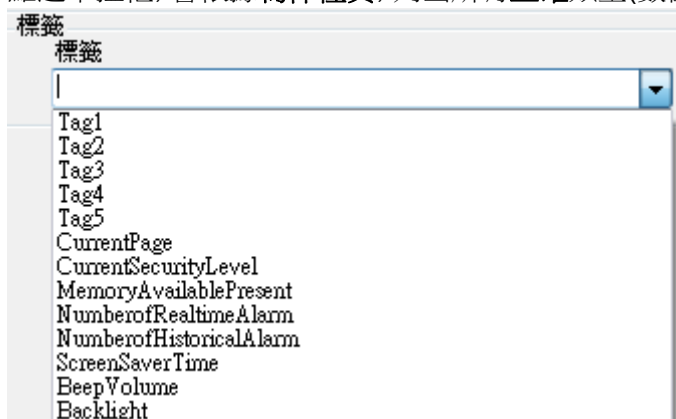 標籤
標籤
Tag1
Tag2
Tag3
Tag4
Tag5
CurrentPage
CurrentSecurityLevel
MemoryAvailablePresent
NumberofRealtimeAlarm
NumberofHistoricalAlarm
ScreenSaverTime
BeepVolume
Backlight